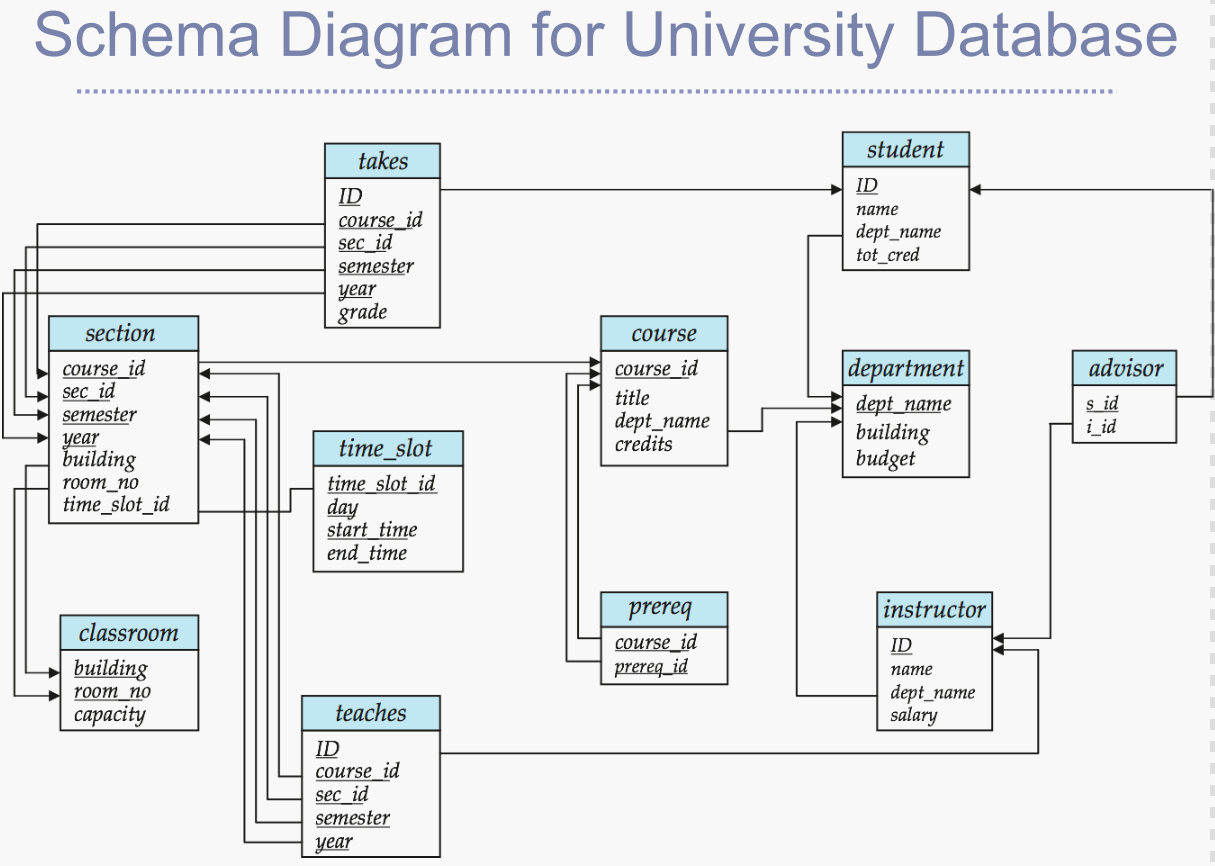 Schema Diagram for University Database
takes
ID
course_id
sec_id
semester
year
grade
student
ID
name
dept_name
tot_cred
section
course_id
sec_id
semester
year
building
room_no
time_slot_id
course
course_id
title
dept_name
credits
department
dept_name
building
budget
advisor
s_id
i_id
time_slot
time_slot_id
day
start_time
end_time
prereq
course_id
prereq_id
instructor
ID
name
dept_name
salary
classroom
building
room_no
capacity
teaches
ID
course_id
sec_id
semester
year